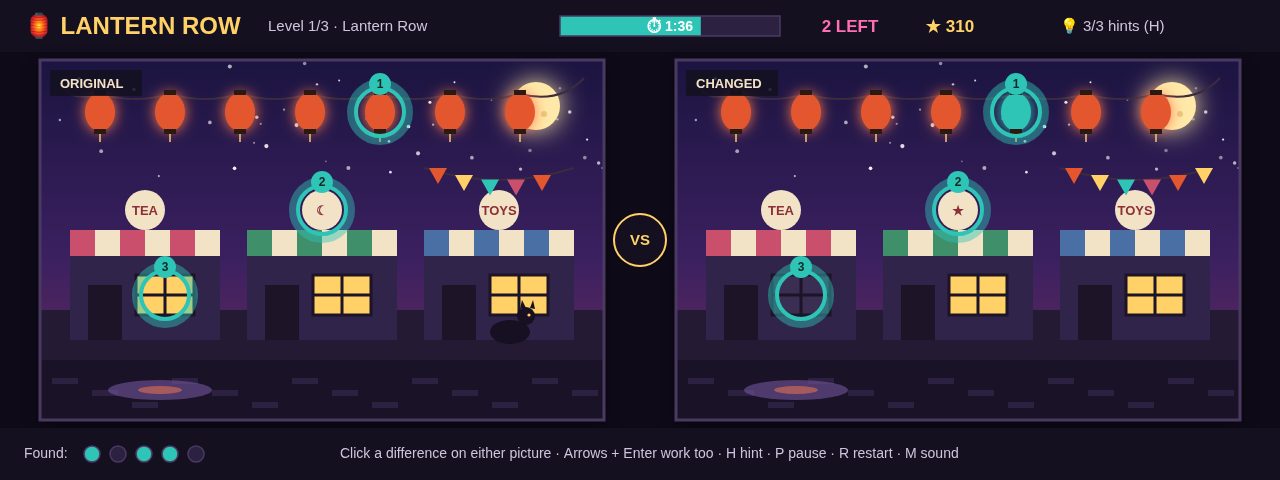 🏮 LANTERN ROW
Level 1/3 · Lantern Row
⏱ 1:36
2 LEFT
★ 310
💡 3/3 hints (H)
ORIGINAL
1
2
TEA
☾
TOYS
3
VS
CHANGED
1
2
TEA
★
TOYS
3
Found:
Click a difference on either picture · Arrows + Enter work too · H hint · P pause · R restart · M sound